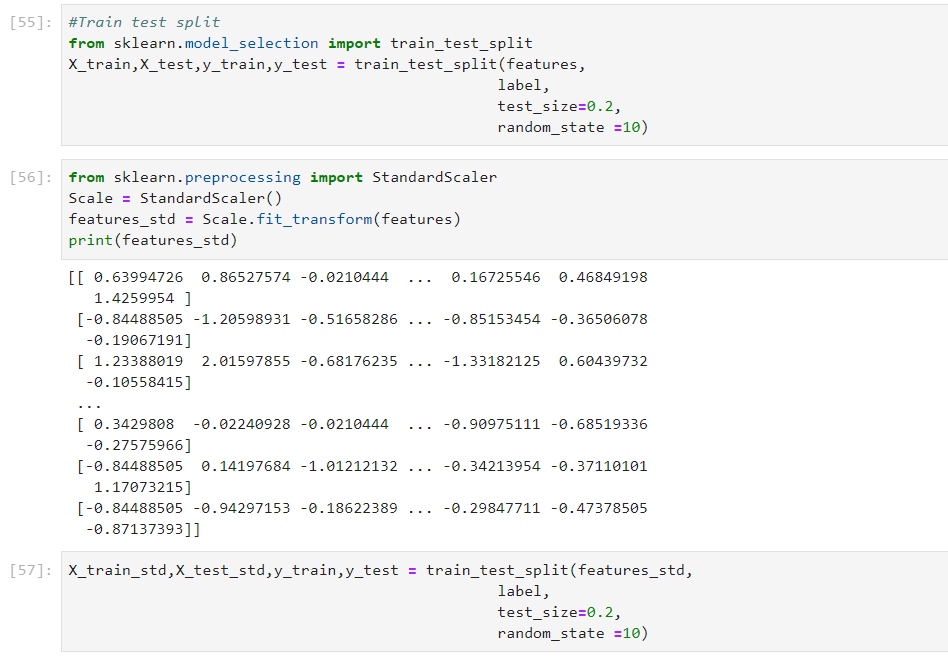 [55]: #Train test split
from sklearn.model_selection import train_test_split
X_train,X_test,y_train,y_test = train_test_split(features,
label,
test_size=0.2,
random_state =10)
[56]: from sklearn.preprocessing import StandardScaler
Scale = StandardScaler()
features_std = Scale.fit_transform(features)
print(features_std)
[[ 0.63994726  0.86527574 -0.0210444  ...  0.16725546  0.46849198
1.4259954 ]
[-0.84488505 -1.20598931 -0.51658286 ... -0.85153454 -0.36506078
-0.19067191]
[ 1.23388019  2.01597855 -0.68176235 ... -1.33182125  0.60439732
-0.10558415]
...
[ 0.3429808  -0.02240928 -0.0210444  ... -0.90975111 -0.68519336
-0.27575966]
[-0.84488505  0.14197684 -1.01212132 ... -0.34213954 -0.37110101
1.17073215]
[-0.84488505 -0.94297153 -0.18622389 ... -0.29847711 -0.47378505
-0.87137393]]
[57]: X_train_std,X_test_std,y_train,y_test = train_test_split(features_std,
label,
test_size=0.2,
random_state =10)